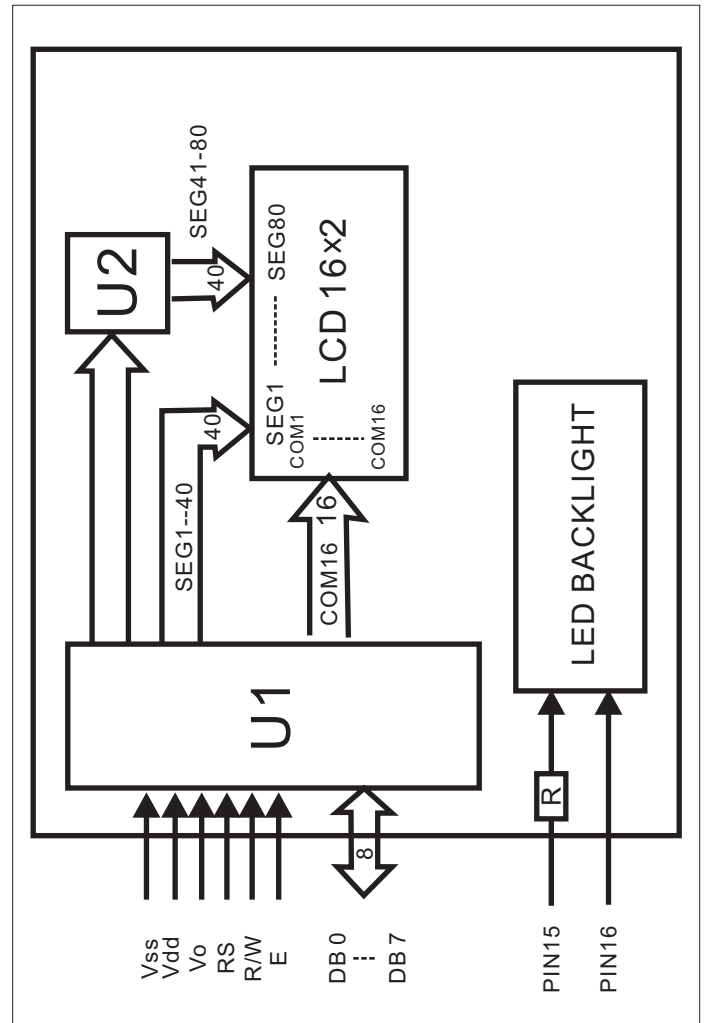 Vss
Vdd
Vo
RS
R/W
E
DB0
DB7
8
U1
U2
SEG1--40
40
SEG41-80
40
COM16
16
SEG1 SEG80
COM1
COM16
LCD 16×2
PIN15
PIN16
R
LED BACKLIGHT